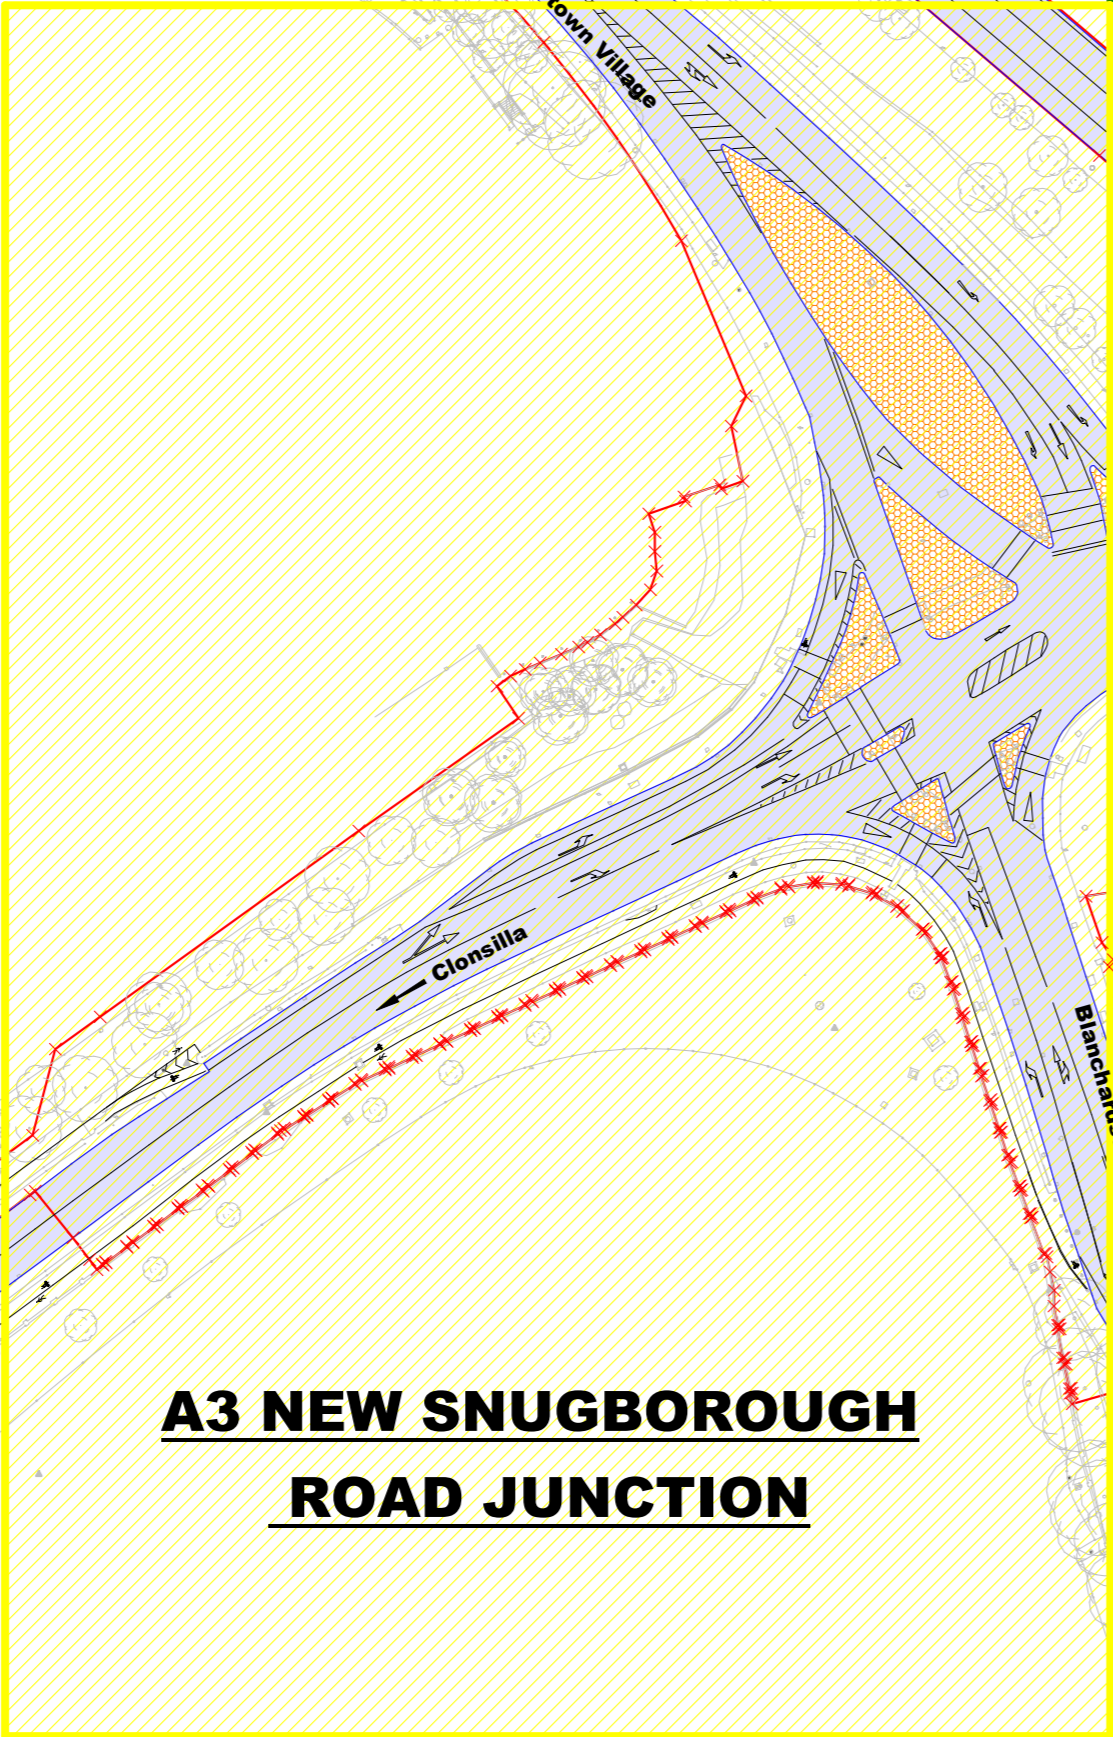 town Village
Clonsilla
Blanchards
A3 NEW SNUGBOROUGH
ROAD JUNCTION